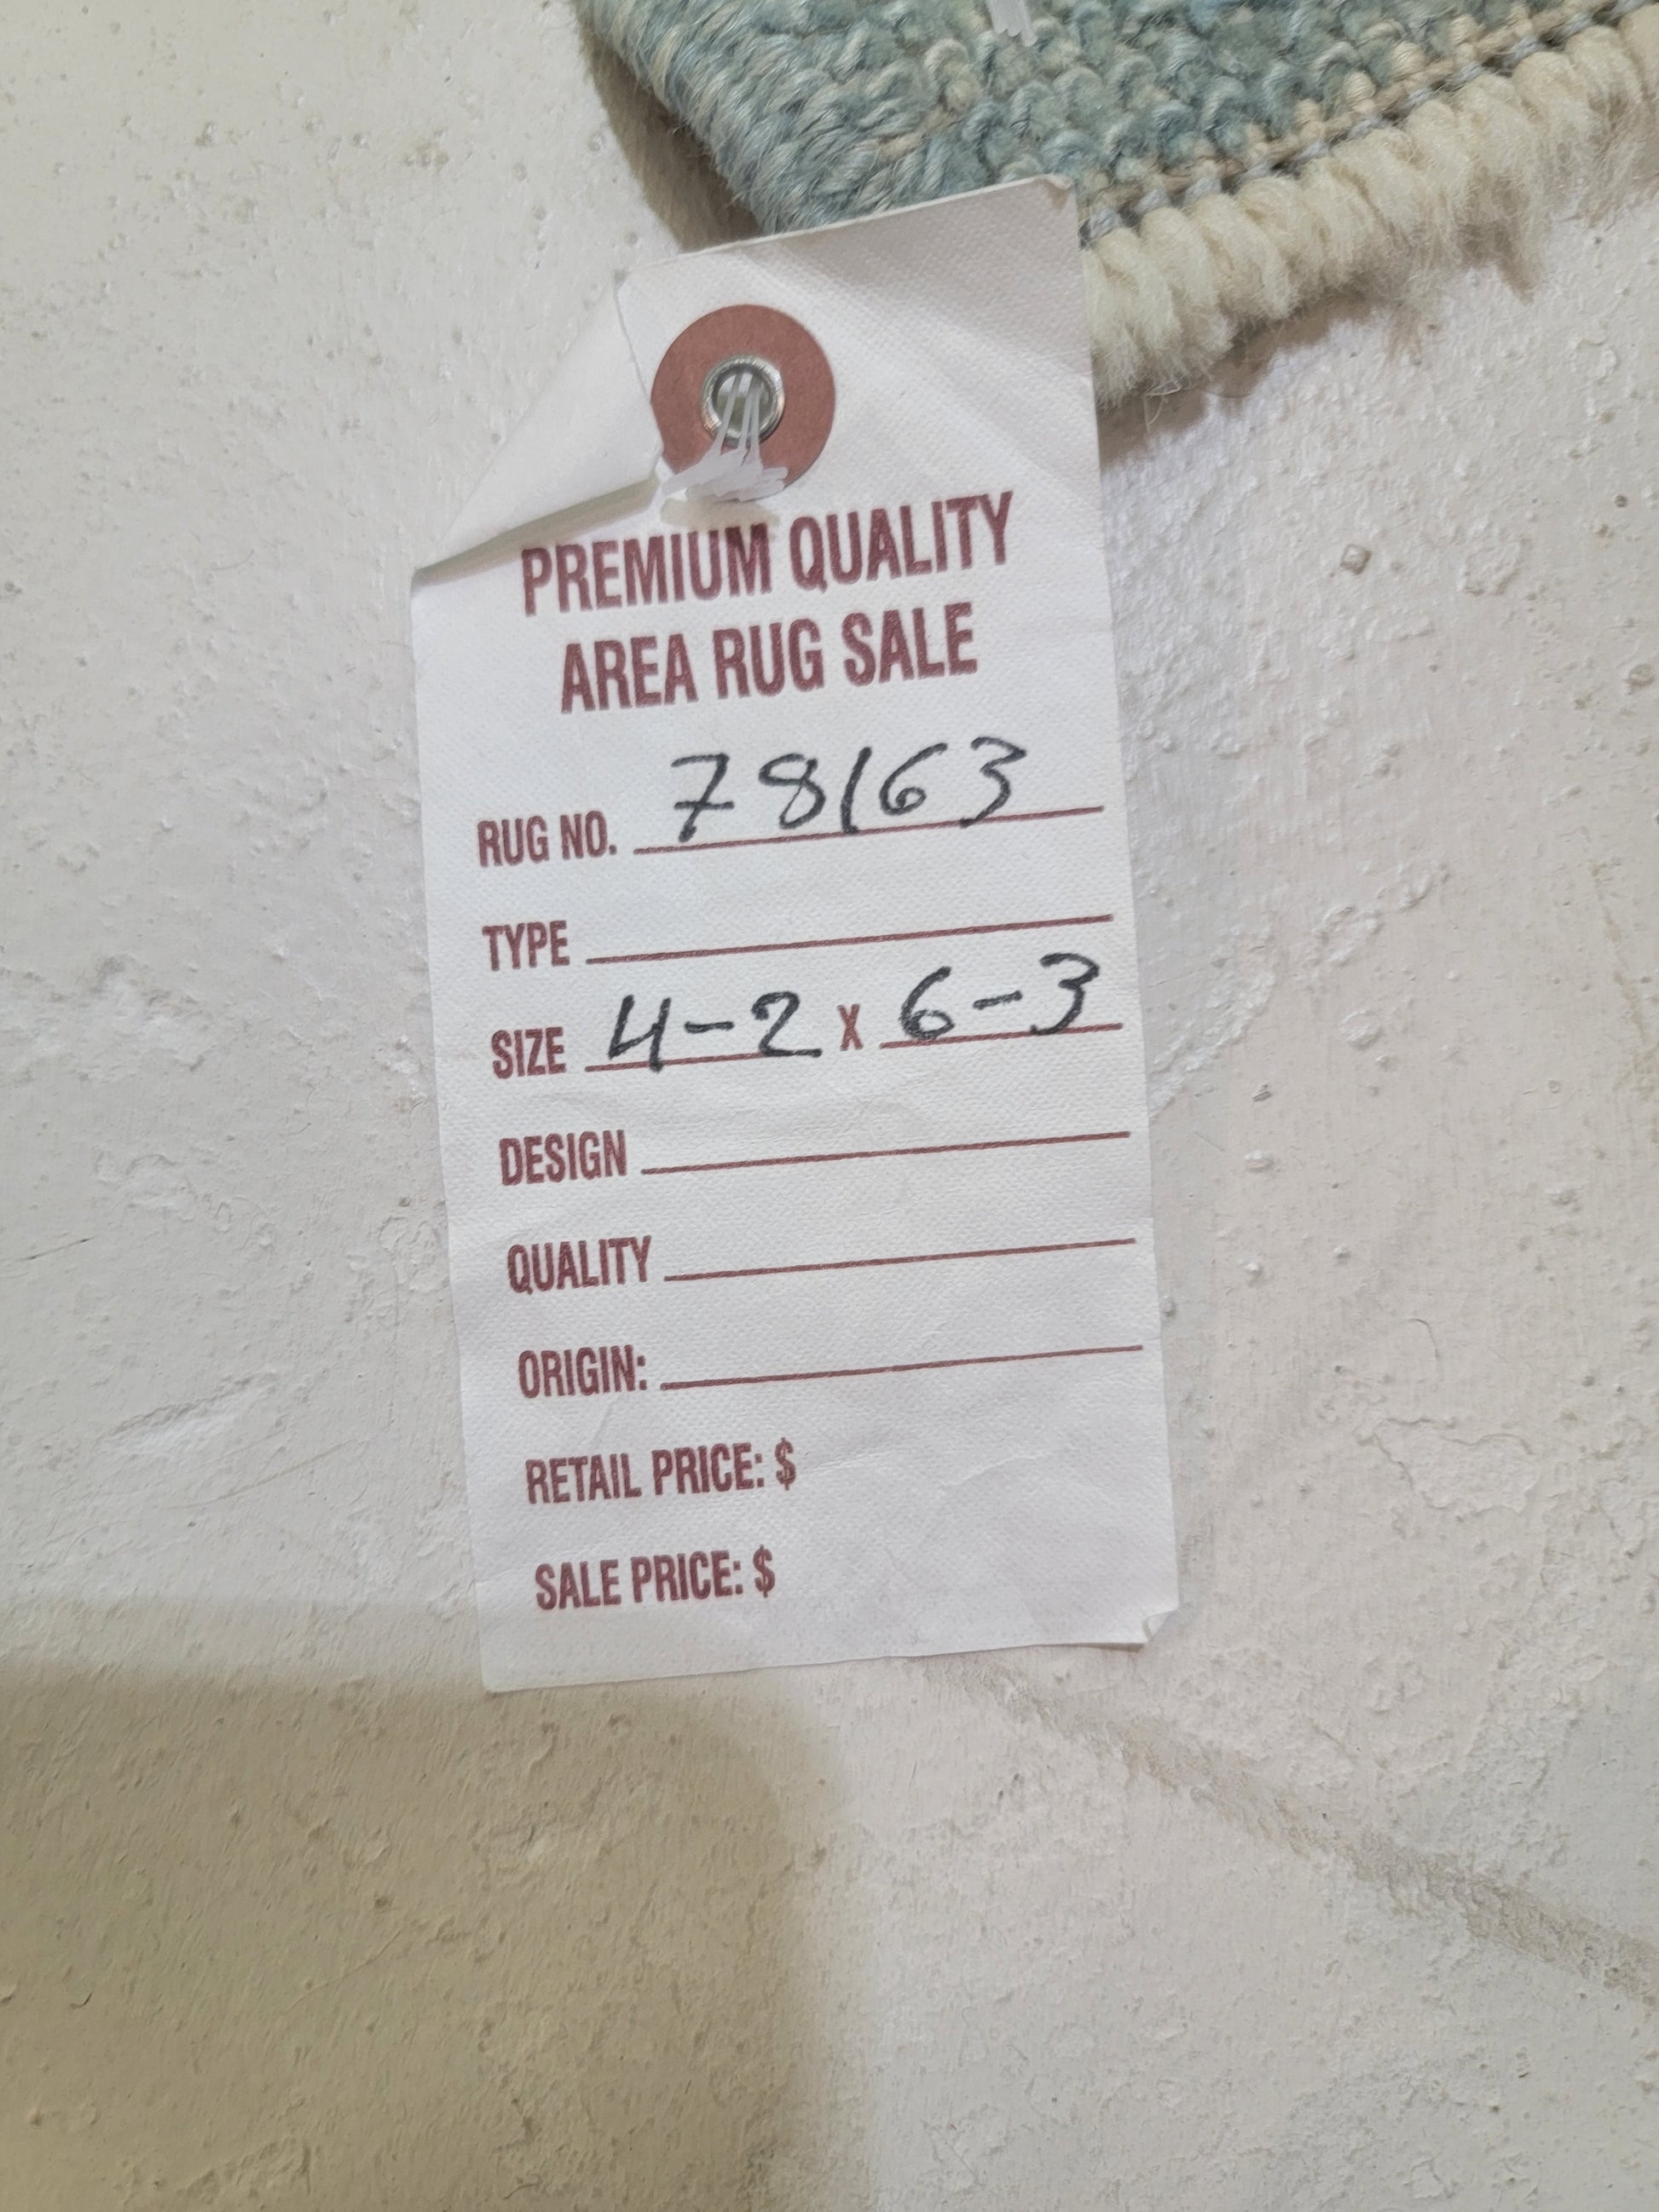 PREMIUM QUALITY
AREA RUG SALE
RUG NO. 78163
TYPE
SIZE 4-2 X 6-3
DESIGN
QUALITY
ORIGIN:
RETAIL PRICE: $
SALE PRICE: $